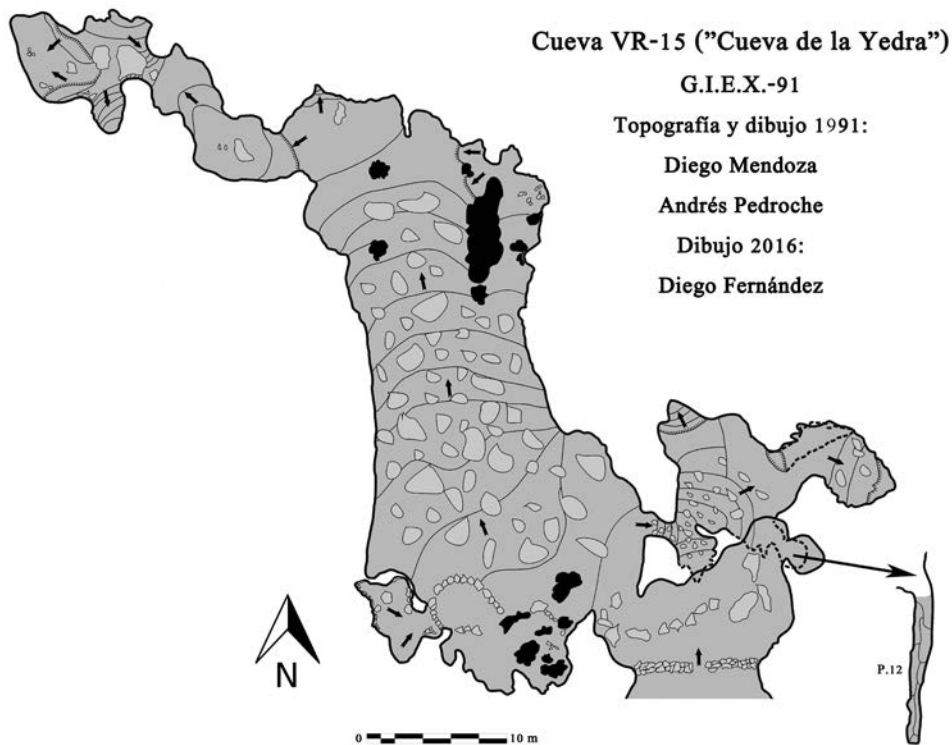 Cueva VR-15 ("Cueva de la Yedra")
G.I.E.X.-91
Topografía y dibujo 1991:
Diego Mendoza
Andrés Pedroche
Dibujo 2016:
Diego Fernández
N
P.12
0 10 m